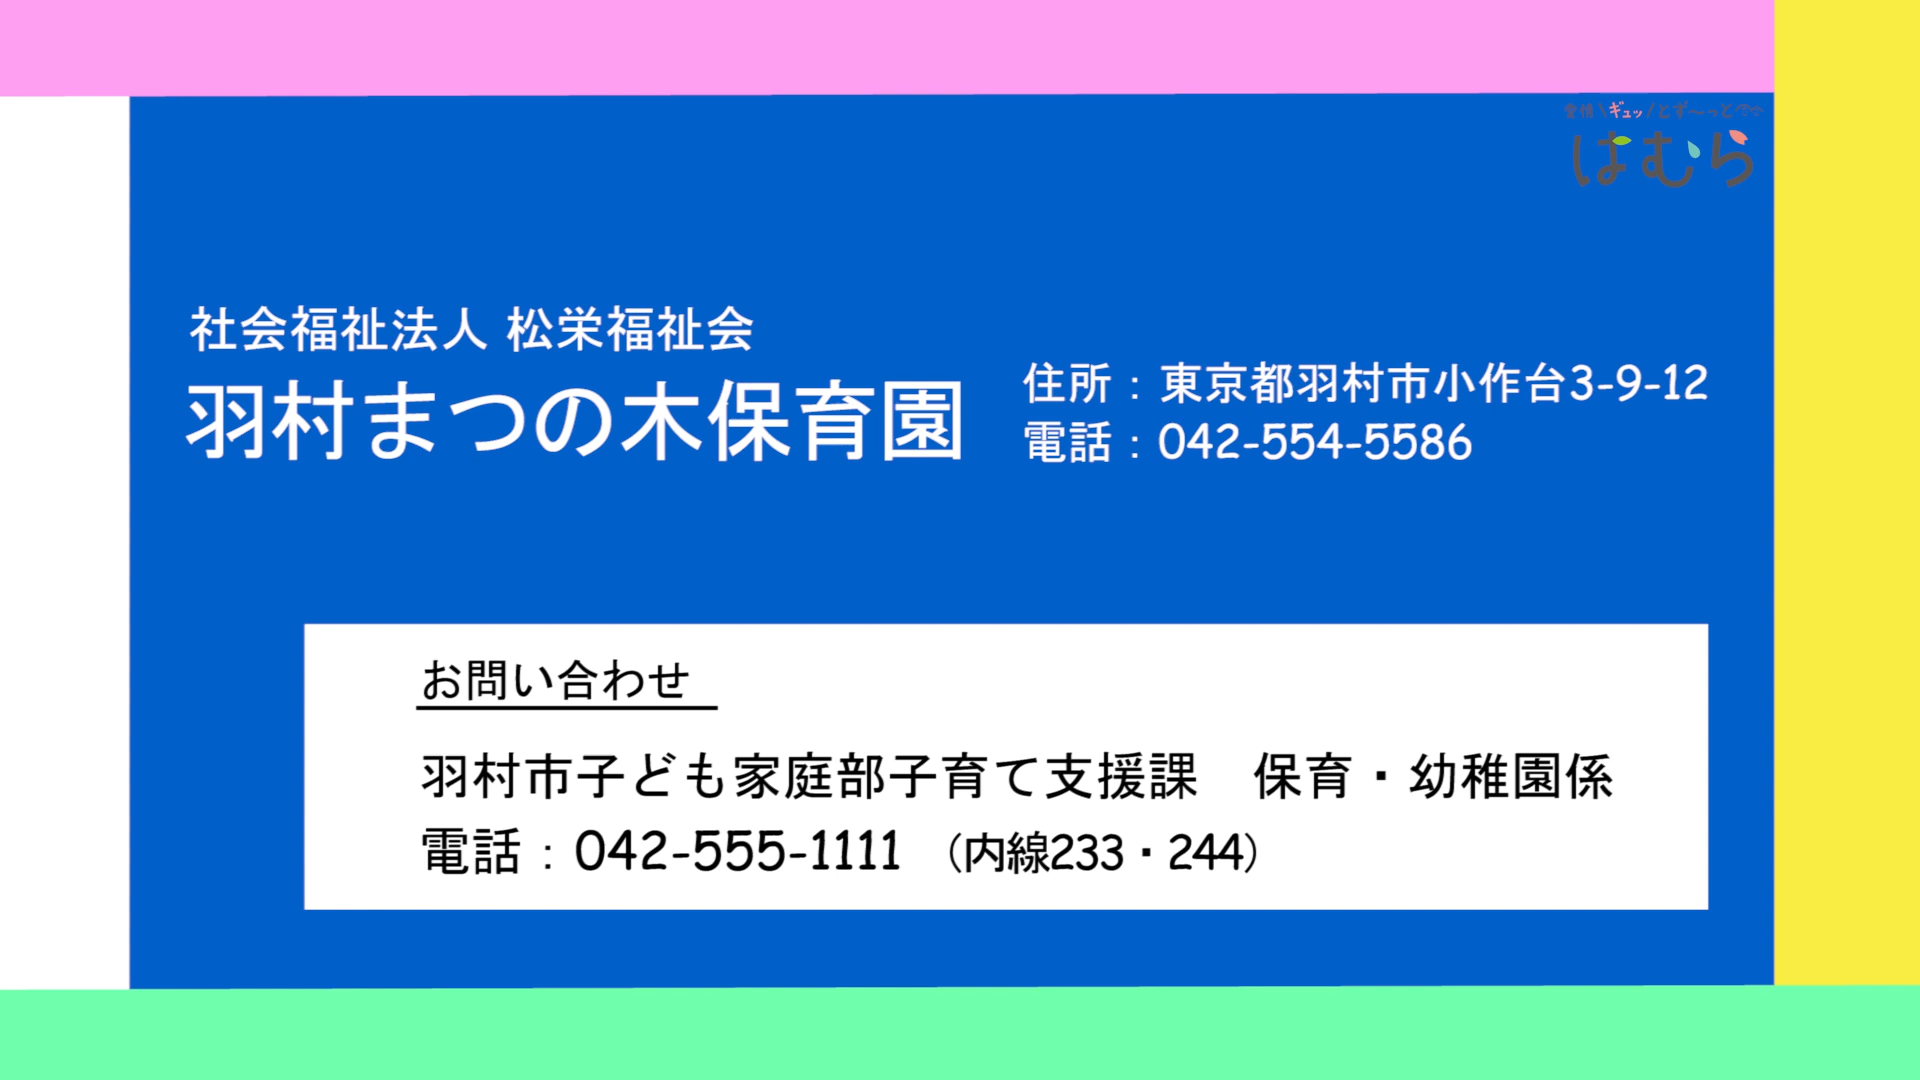 ギュッ
はむら
社会福祉法人 松栄福祉会
羽村まつの木保育園
住所：東京都羽村市小作台3-9-12
電話：042-554-5586
お問い合わせ
羽村市子ども家庭部子育て支援課　保育・幼稚園係
電話：042-555-1111 （内線233・244）